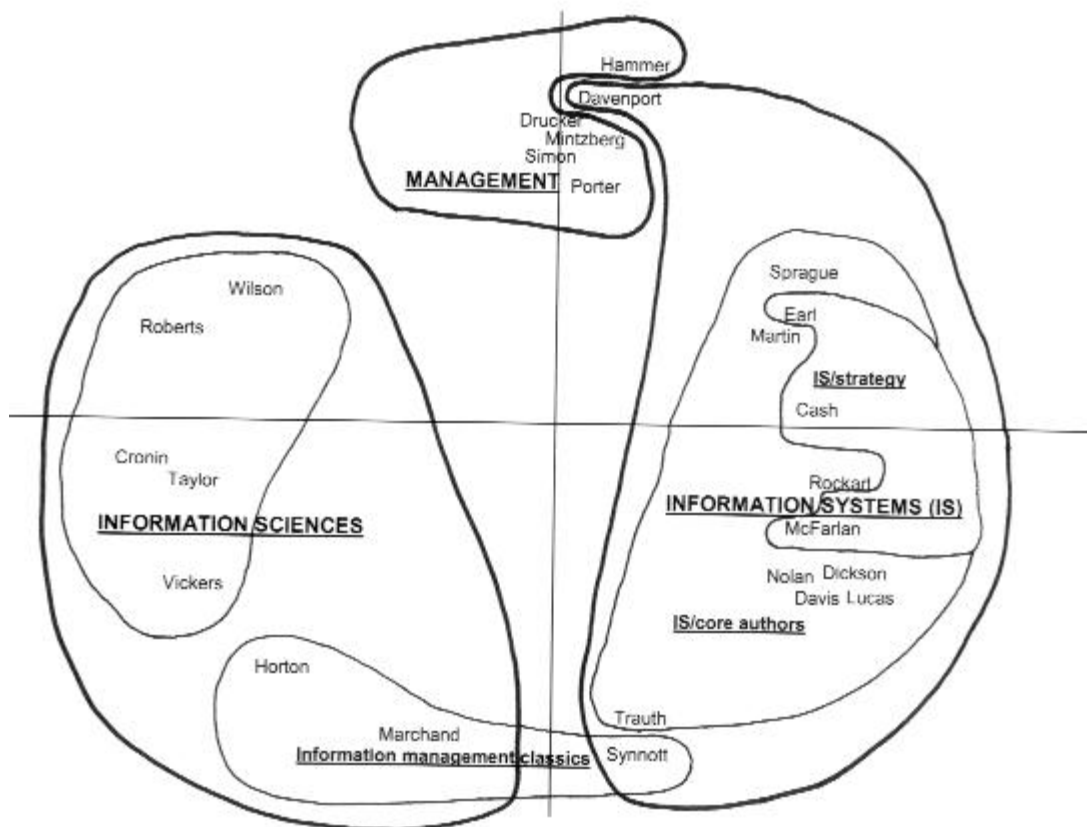 Hammer
Davenport
Drucker
Mintzberg
Simon
MANAGEMENT
Porter
Wilson
Roberts
Sprague
Earl
Martin
IS/strategy
Cash
Cronin
Taylor
Rockart
INFORMATION SYSTEMS (IS)
INFORMATION SCIENCES
McFarlan
Vickers
Nolan
Dickson
Davis
Lucas
IS/core authors
Horton
Trauth
Marchand
Information management classics
Synnott